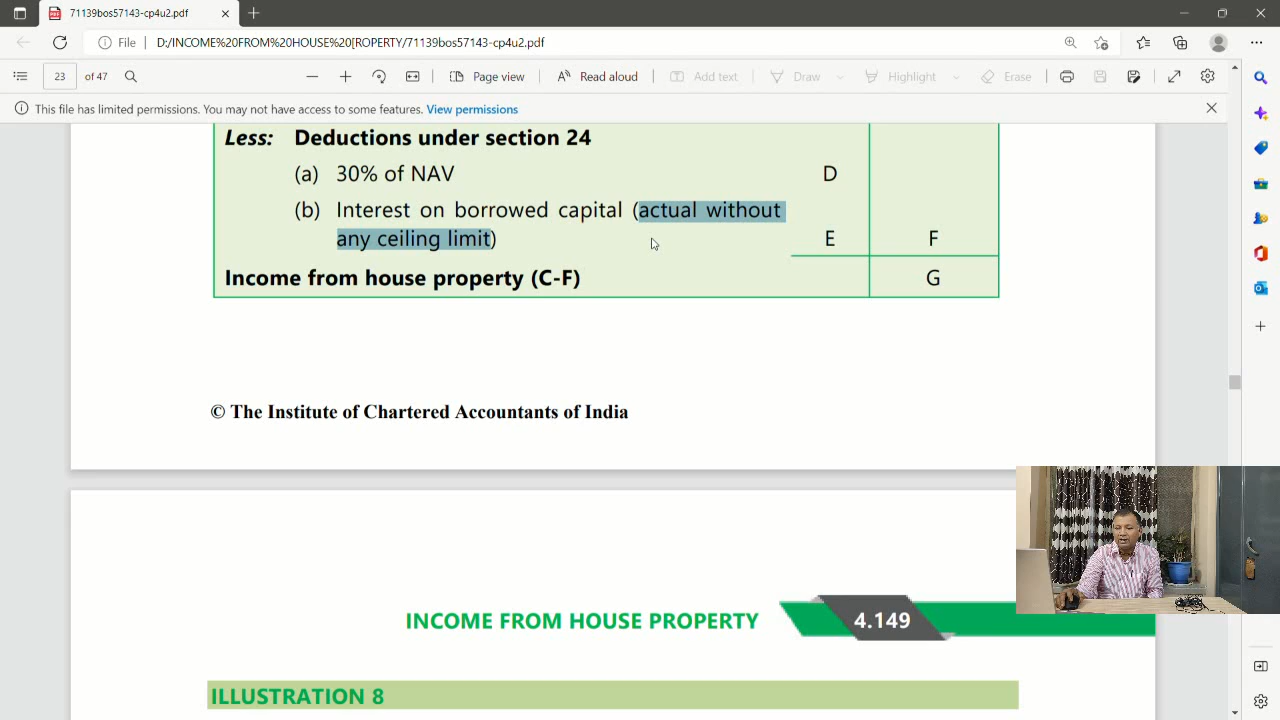 71139bos57143-cp4u2.pdf
File D:/INCOME%20FROM%20HOUSE%20[ROPERTY/71139bos57143-cp4u2.pdf
23 of 47 Page view Read aloud Add text Draw Highlight Erase
This file has limited permissions. You may not have access to some features. View permissions
Less: Deductions under section 24
(a) 30% of NAV D
(b) Interest on borrowed capital (actual without
any ceiling limit) E F
Income from house property (C-F) G
© The Institute of Chartered Accountants of India
INCOME FROM HOUSE PROPERTY 4.149
ILLUSTRATION 8